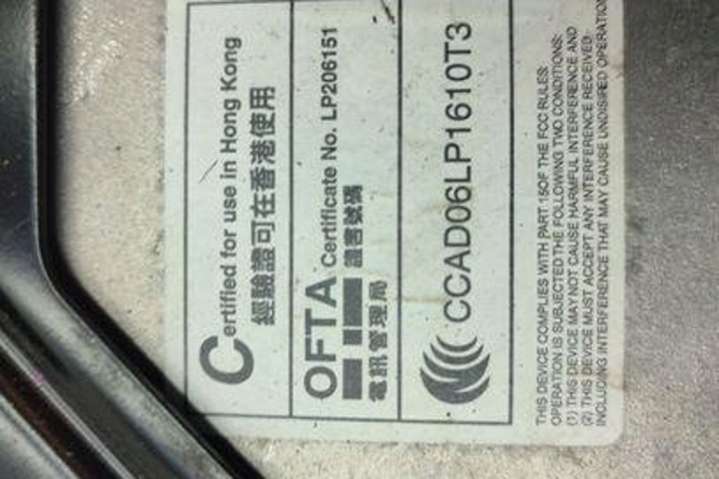 Certified for use in Hong Kong
經驗證可在香港使用
OFTA Certificate No. LP206151
電訊管理局 證書號碼
CCAD06LP1610T3
THIS DEVICE COMPLIES WITH PART 15OF THE FCC RULES:
OPERATION IS SUBJECTED THE FOLLOWING TWO CONDITIONS:
(1) THIS DEVICE MAY NOT CAUSE HARMFUL INTERFERENCE AND
(2) THIS DEVICE MUST ACCEPT ANY INTERFERENCE RECEIVED
INCLUDING INTERFERENCE THAT MAY CAUSE UNDISIRED OPERATION